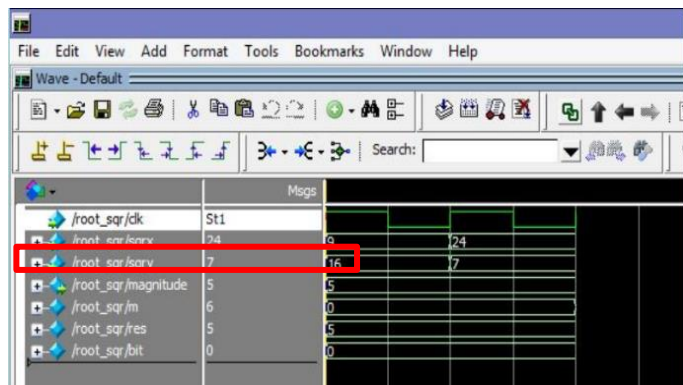 File Edit View Add Format Tools Bookmarks Window Help
Wave - Default
Search:
Msgs
/root_sqr/clk St1
/root_sqr/sqrx 24 9 24
/root_sqr/sqry 7 16 7
/root_sqr/magnitude 5 5
/root_sqr/m 6 0
/root_sqr/res 5 5
/root_sqr/bit 0 0